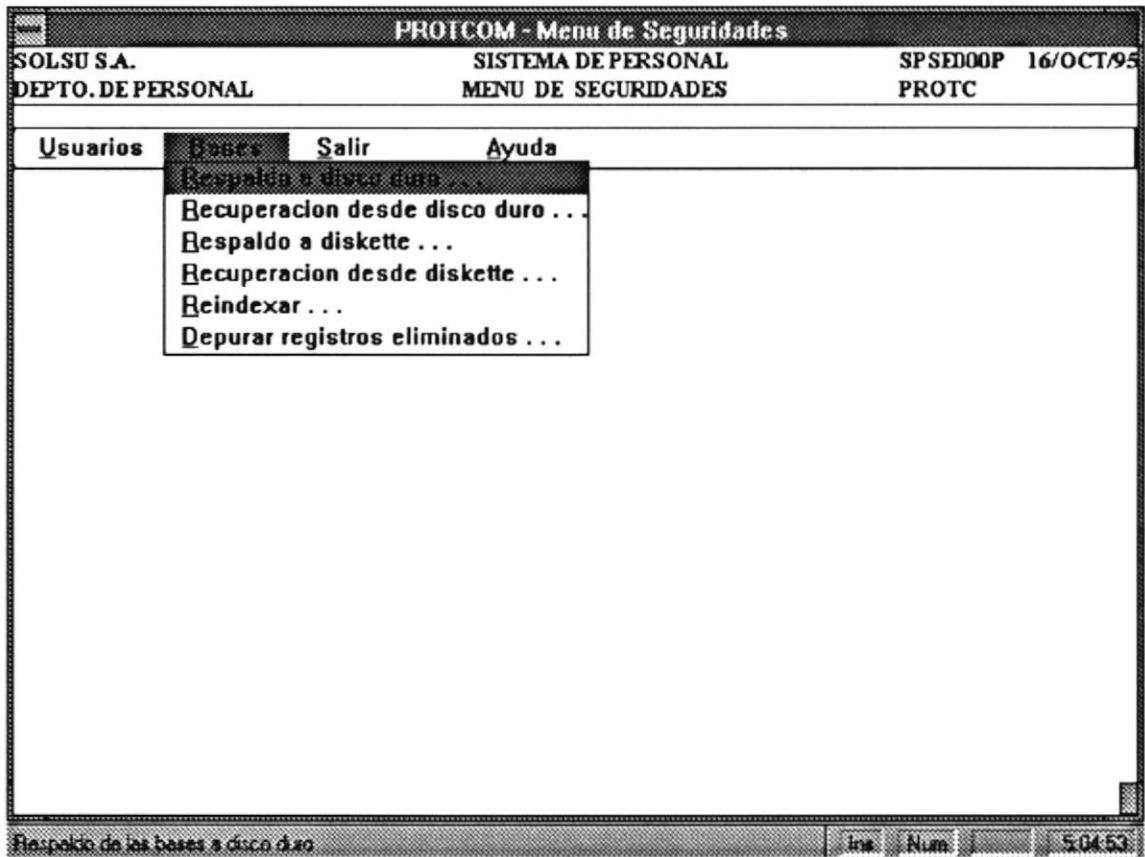 PROTCOM - Menu de Seguridades
SOLSU S.A. SISTEMA DE PERSONAL SPSED00P 16/OCT/95
DEPTO. DE PERSONAL MENU DE SEGURIDADES PROTC
Usuarios Bases Salir Ayuda
Respaldo a disco duro . . .
Recuperacion desde disco duro . . .
Respaldo a diskette . . .
Recuperacion desde diskette . . .
Reindexar . . .
Depurar registros eliminados . . .
Respaldo de las bases a disco duro Ins Num 5:04:53